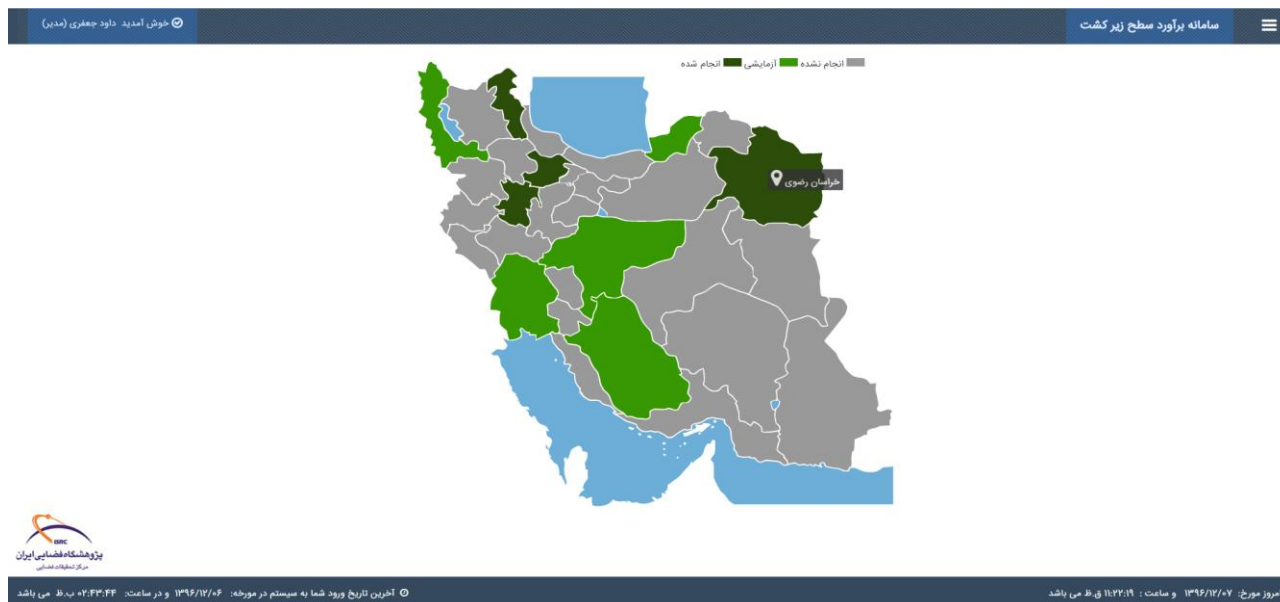 سامانه برآورد سطح زیر کشت
خوش آمدید داود جعفری (مدیر)
انجام نشده آزمایشی انجام شده
خراسان رضوی
ISRC
پژوهشگاه فضایی ایران
مرکز تحقیقات فضایی
مروز مورخ: ۱۳۹۶/۱۲/۰۷ و ساعت : ۱۱:۲۲:۱۹ ق.ظ می باشد
آخرین تاریخ ورود شما به سیستم در مورخه: ۱۳۹۶/۱۲/۰۶ و در ساعت: ۰۲:۴۳:۴۴ ب.ظ می باشد